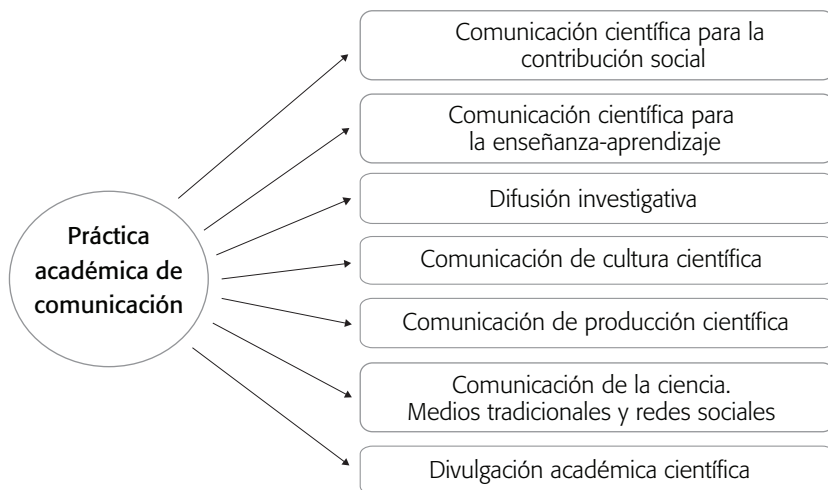 Práctica
académica de
comunicación
Comunicación científica para la
contribución social
Comunicación científica para
la enseñanza-aprendizaje
Difusión investigativa
Comunicación de cultura científica
Comunicación de producción científica
Comunicación de la ciencia.
Medios tradicionales y redes sociales
Divulgación académica científica